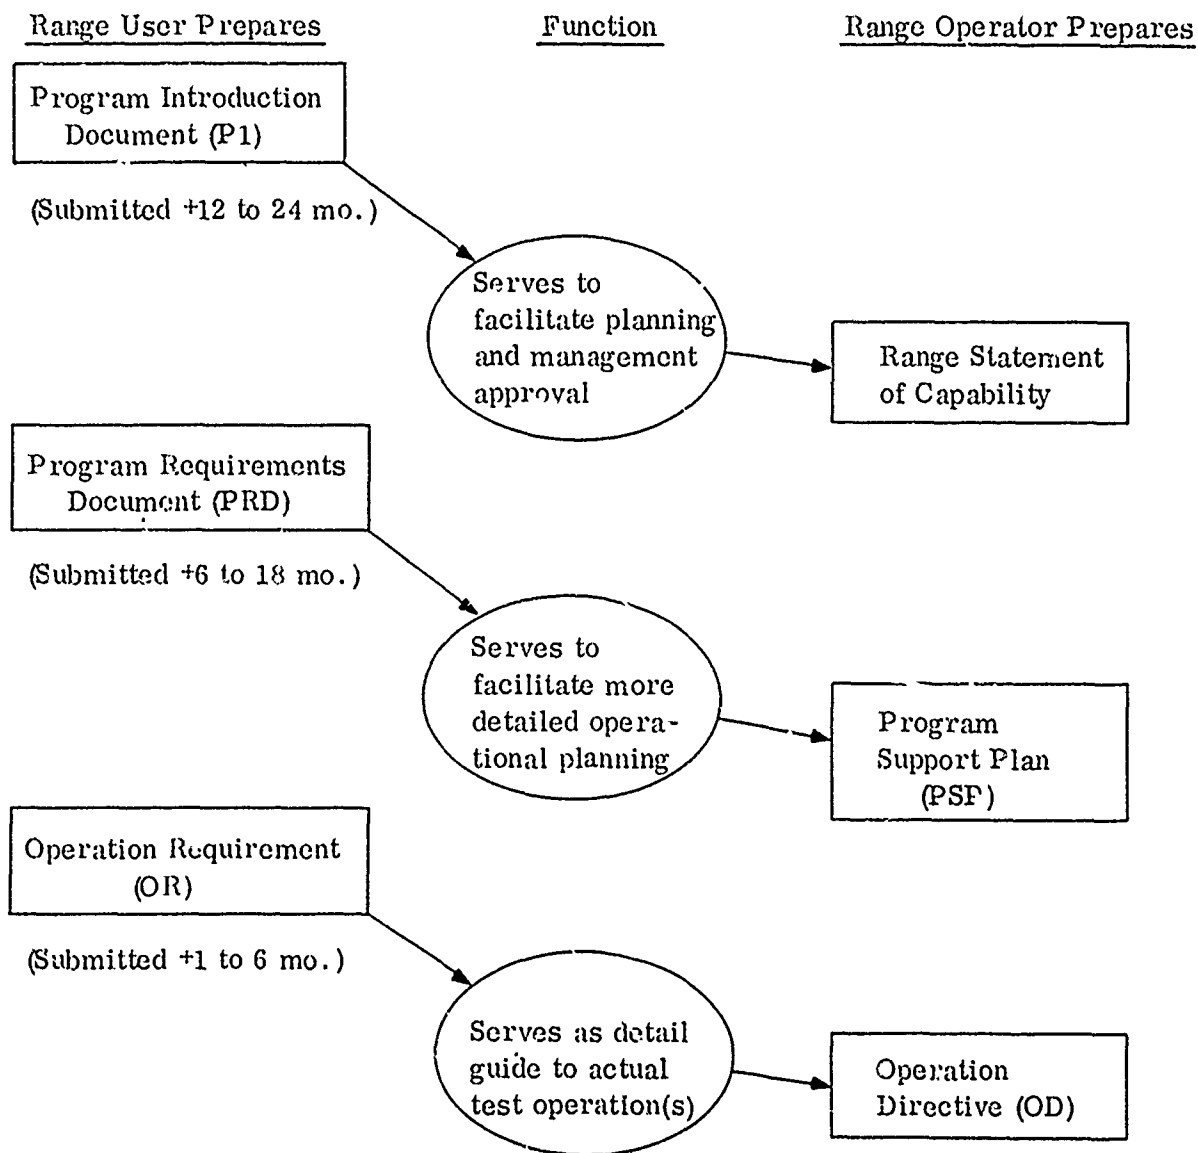 Range User Prepares
Function
Range Operator Prepares
Program Introduction
Document (P1)
(Submitted +12 to 24 mo.)
Serves to
facilitate planning
and management
approval
Range Statement
of Capability
Program Requirements
Document (PRD)
(Submitted +6 to 18 mo.)
Serves to
facilitate more
detailed opera-
tional planning
Program
Support Plan
(PSP)
Operation Requirement
(OR)
(Submitted +1 to 6 mo.)
Serves as detail
guide to actual
test operation(s)
Operation
Directive (OD)